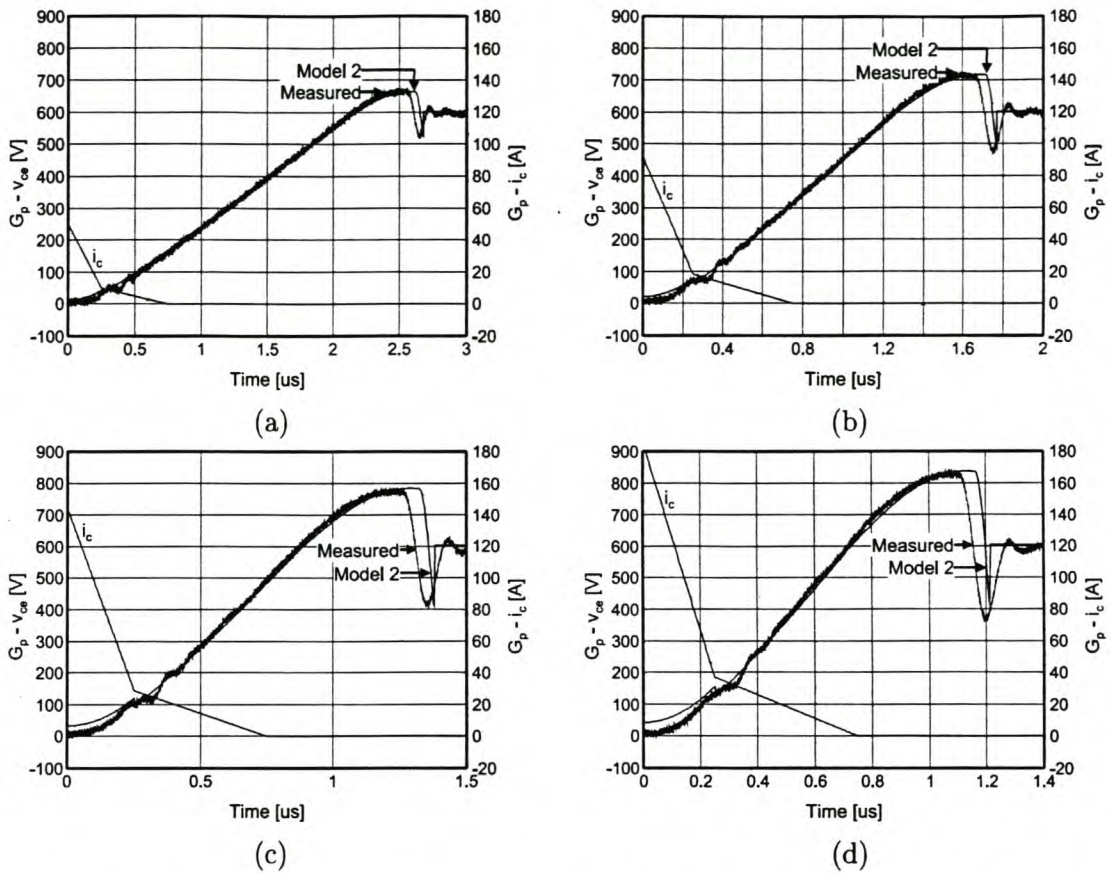 900
800
700
600
500
400
300
200
100
0
-100
G_p - v_ce [V]
180
160
140
120
100
80
60
40
20
0
-20
G_p - i_c [A]
Model 2
Measured
i_c
0 0.5 1 1.5 2 2.5 3
Time [us]
(a)
900
800
700
600
500
400
300
200
100
0
-100
G_p - v_ce [V]
180
160
140
120
100
80
60
40
20
0
-20
G_p - i_c [A]
Model 2
Measured
i_c
0 0.4 0.8 1.2 1.6 2
Time [us]
(b)
900
800
700
600
500
400
300
200
100
0
-100
G_p - v_ce [V]
180
160
140
120
100
80
60
40
20
0
-20
G_p - i_c [A]
i_c
Measured
Model 2
0 0.5 1 1.5
Time [us]
(c)
900
800
700
600
500
400
300
200
100
0
-100
G_p - v_ce [V]
180
160
140
120
100
80
60
40
20
0
-20
G_p - i_c [A]
i_c
Measured
Model 2
0 0.2 0.4 0.6 0.8 1 1.2 1.4
Time [us]
(d)